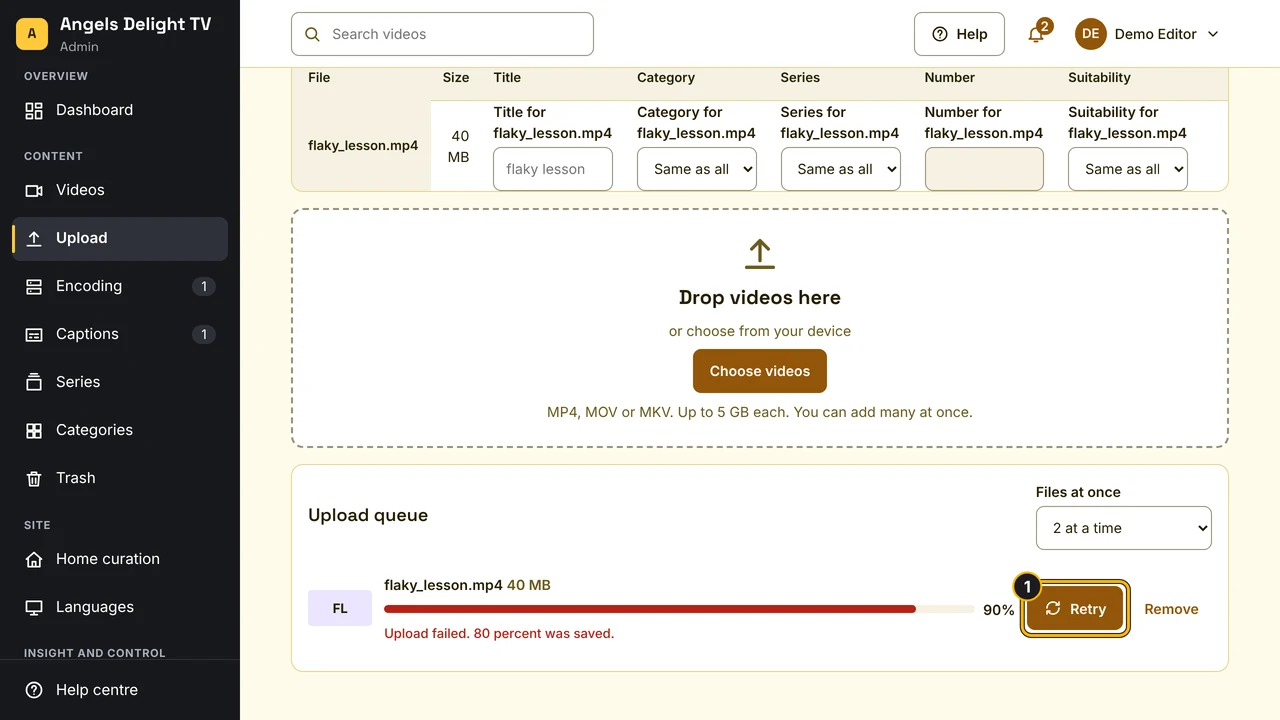 A
Angels Delight TV
Admin
OVERVIEW
Dashboard
CONTENT
Videos
Upload
Encoding 1
Captions 1
Series
Categories
Trash
SITE
Home curation
Languages
INSIGHT AND CONTROL
Help centre
Search videos
Help
2
DE
Demo Editor
File Size Title Category Series Number Suitability
flaky_lesson.mp4
40
MB
Title for
flaky_lesson.mp4
flaky lesson
Category for
flaky_lesson.mp4
Same as all
Series for
flaky_lesson.mp4
Same as all
Number for
flaky_lesson.mp4
Suitability for
flaky_lesson.mp4
Same as all
Drop videos here
or choose from your device
Choose videos
MP4, MOV or MKV. Up to 5 GB each. You can add many at once.
Upload queue
Files at once
2 at a time
FL
flaky_lesson.mp4 40 MB
90%
Upload failed. 80 percent was saved.
1
Retry
Remove